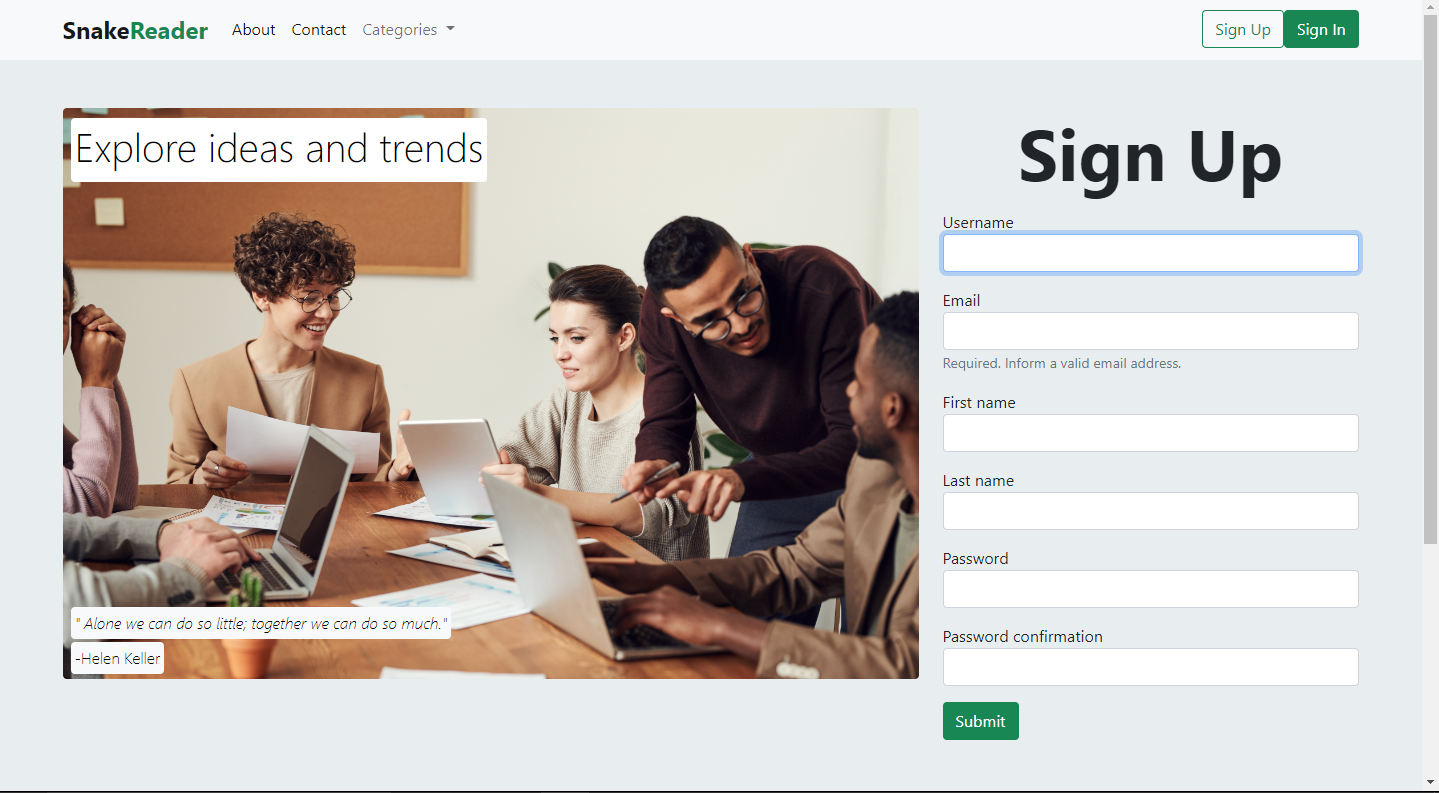 SnakeReader About Contact Categories Sign Up Sign In
Explore ideas and trends
" Alone we can do so little; together we can do so much."
-Helen Keller
Sign Up
Username
Email
Required. Inform a valid email address.
First name
Last name
Password
Password confirmation
Submit